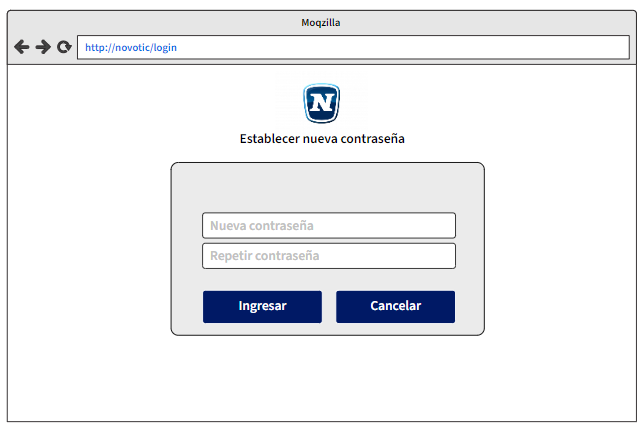 Moqzilla
http://novotic/login
N
Establecer nueva contraseña
Nueva contraseña
Repetir contraseña
Ingresar Cancelar